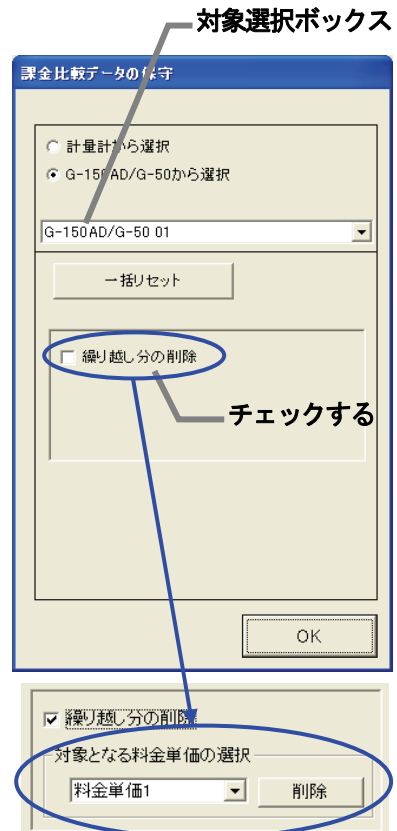 対象選択ボックス
課金比較データの保守
計量計から選択
G-150AD/G-50から選択
G-150AD/G-50 01
一括リセット
繰り越し分の削除
チェックする
OK
繰り越し分の削除
対象となる料金単価の選択
料金単価1
削除